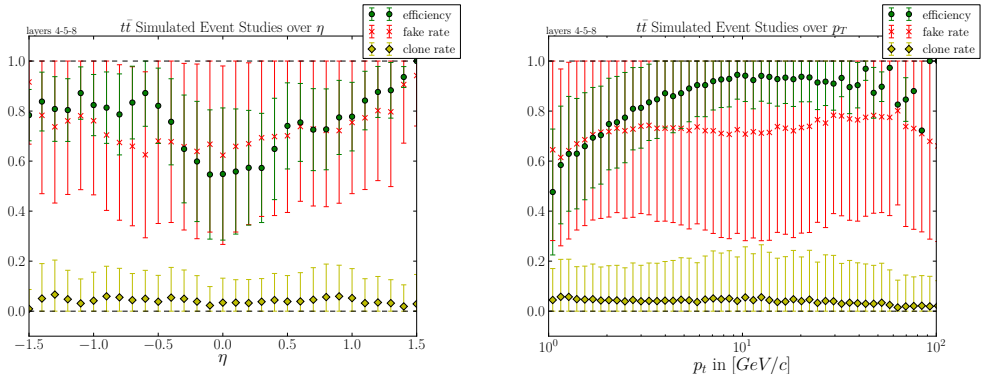 layers 4-5-8
tt̄ Simulated Event Studies over η
efficiency
fake rate
clone rate
1.0
0.8
0.6
0.4
0.2
0.0
−1.5 −1.0 −0.5 0.0 0.5 1.0 1.5
η
layers 4-5-8
tt̄ Simulated Event Studies over p_T
efficiency
fake rate
clone rate
1.0
0.8
0.6
0.4
0.2
0.0
10⁰ 10¹ 10²
p_t in [GeV/c]